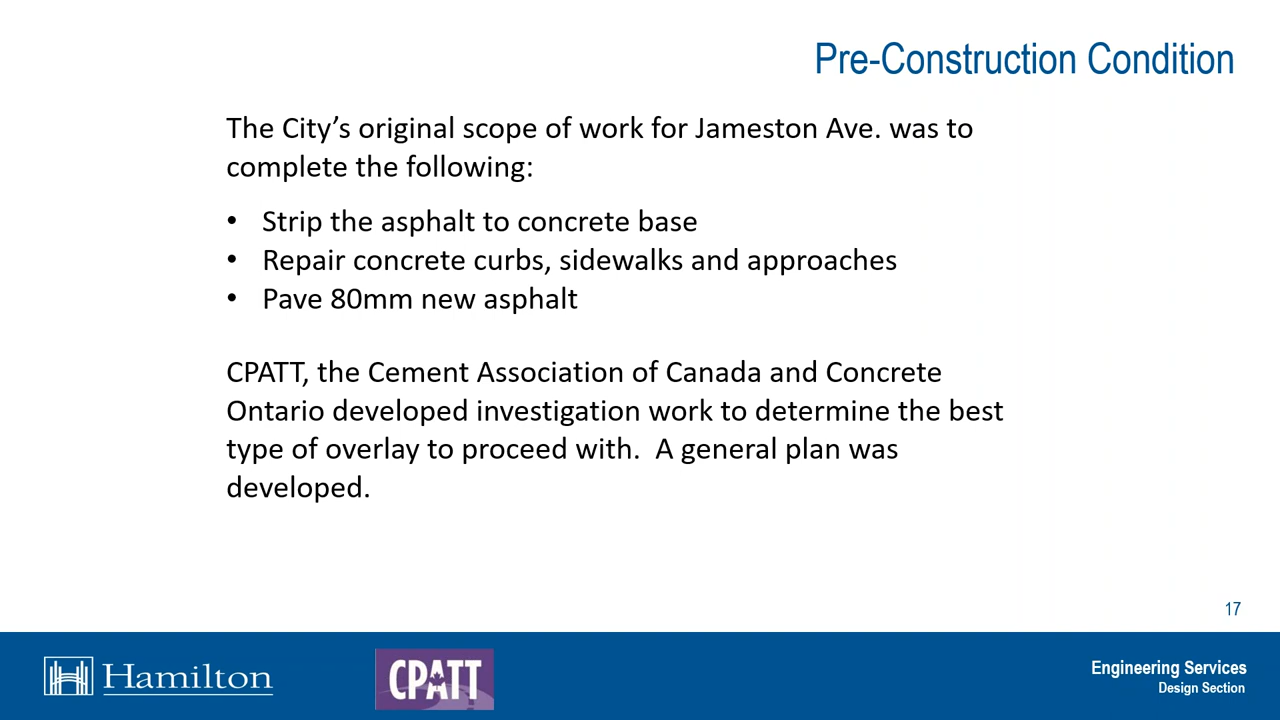 Pre-Construction Condition
The City’s original scope of work for Jameston Ave. was to
complete the following:
• Strip the asphalt to concrete base
• Repair concrete curbs, sidewalks and approaches
• Pave 80mm new asphalt
CPATT, the Cement Association of Canada and Concrete
Ontario developed investigation work to determine the best
type of overlay to proceed with.  A general plan was
developed.
17
Hamilton
CPATT
Engineering Services
Design Section